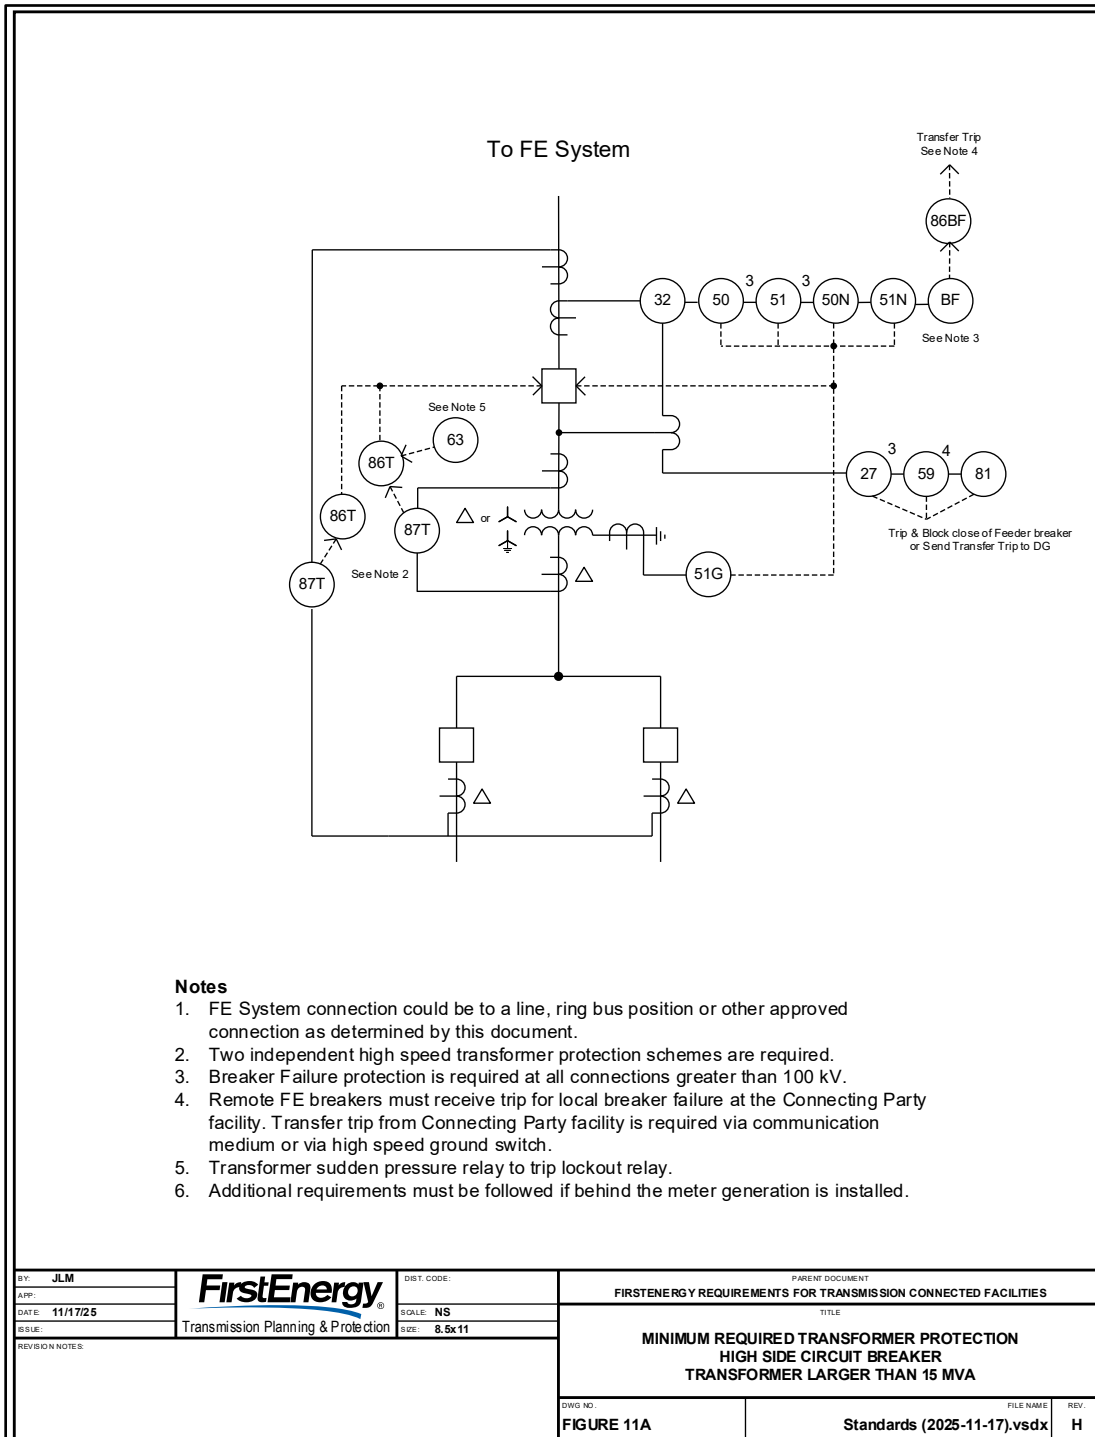 To FE System
Transfer Trip
See Note 4
86BF
32
50
3
51
3
50N
51N
BF
See Note 3
See Note 5
63
86T
86T
87T
87T
See Note 2
or
27
3
59
4
81
Trip & Block close of Feeder breaker
or Send Transfer Trip to DG
51G
Notes
1. FE System connection could be to a line, ring bus position or other approved
connection as determined by this document.
2. Two independent high speed transformer protection schemes are required.
3. Breaker Failure protection is required at all connections greater than 100 kV.
4. Remote FE breakers must receive trip for local breaker failure at the Connecting Party
facility. Transfer trip from Connecting Party facility is required via communication
medium or via high speed ground switch.
5. Transformer sudden pressure relay to trip lockout relay.
6. Additional requirements must be followed if behind the meter generation is installed.
BY: JLM
APP:
DATE: 11/17/25
ISSUE:
REVISION NOTES:
FirstEnergy®
Transmission Planning & Protection
DIST. CODE:
SCALE: NS
SIZE: 8.5x11
PARENT DOCUMENT
FIRSTENERGY REQUIREMENTS FOR TRANSMISSION CONNECTED FACILITIES
TITLE
MINIMUM REQUIRED TRANSFORMER PROTECTION
HIGH SIDE CIRCUIT BREAKER
TRANSFORMER LARGER THAN 15 MVA
DWG NO.
FIGURE 11A
FILE NAME
Standards (2025-11-17).vsdx
REV.
H